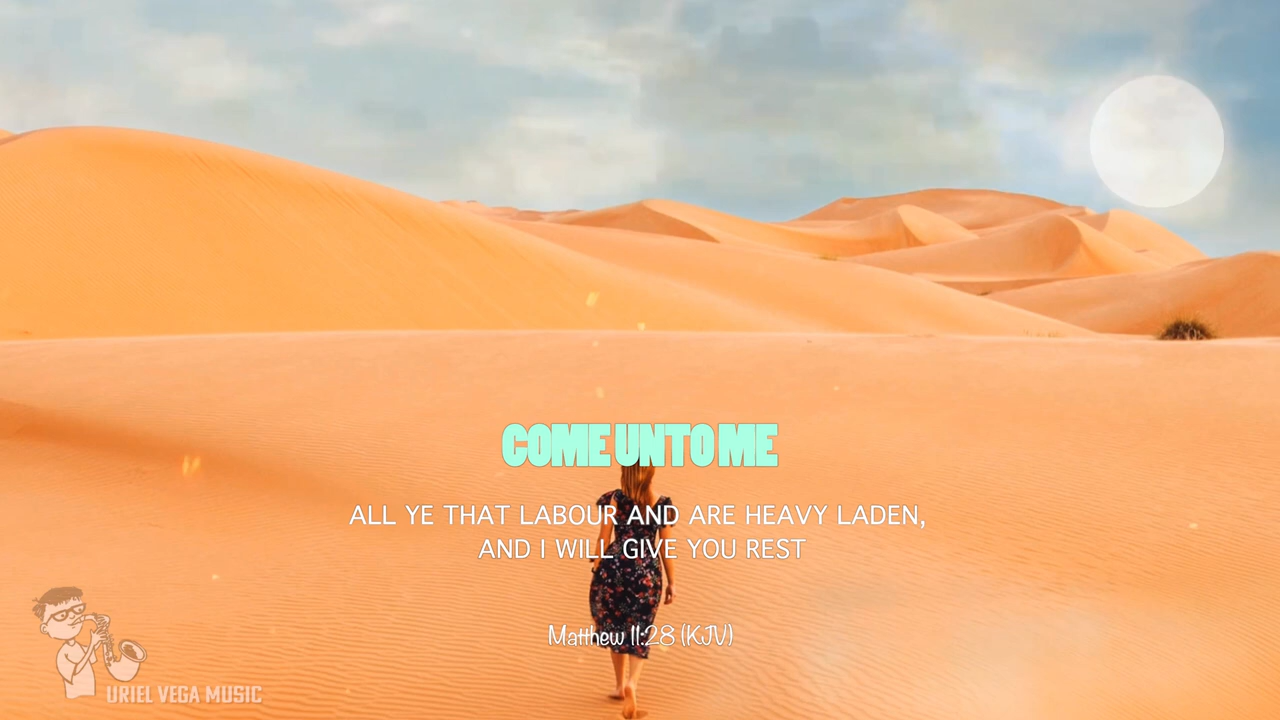 COME UNTO ME
ALL YE THAT LABOUR AND ARE HEAVY LADEN,
AND I WILL GIVE YOU REST
Matthew 11:28 (KJV)
URIEL VEGA MUSIC